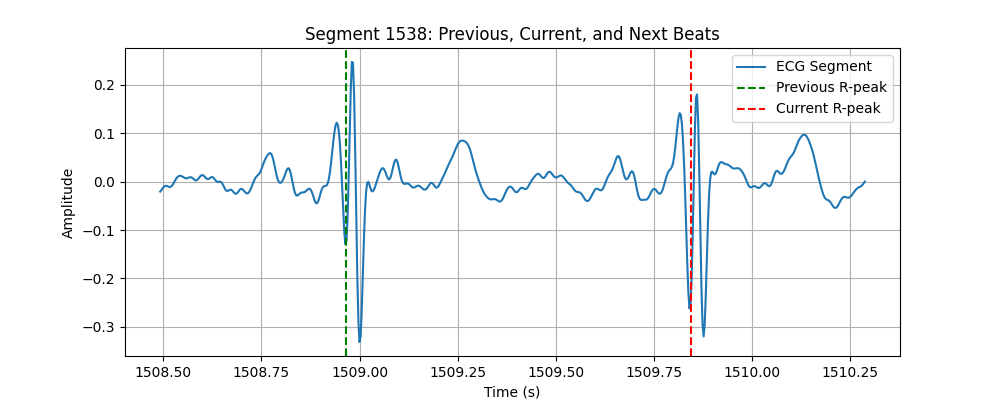 Segment 1538: Previous, Current, and Next Beats
ECG Segment
Previous R-peak
Current R-peak
Amplitude
0.2
0.1
0.0
−0.1
−0.2
−0.3
1508.50 1508.75 1509.00 1509.25 1509.50 1509.75 1510.00 1510.25
Time (s)